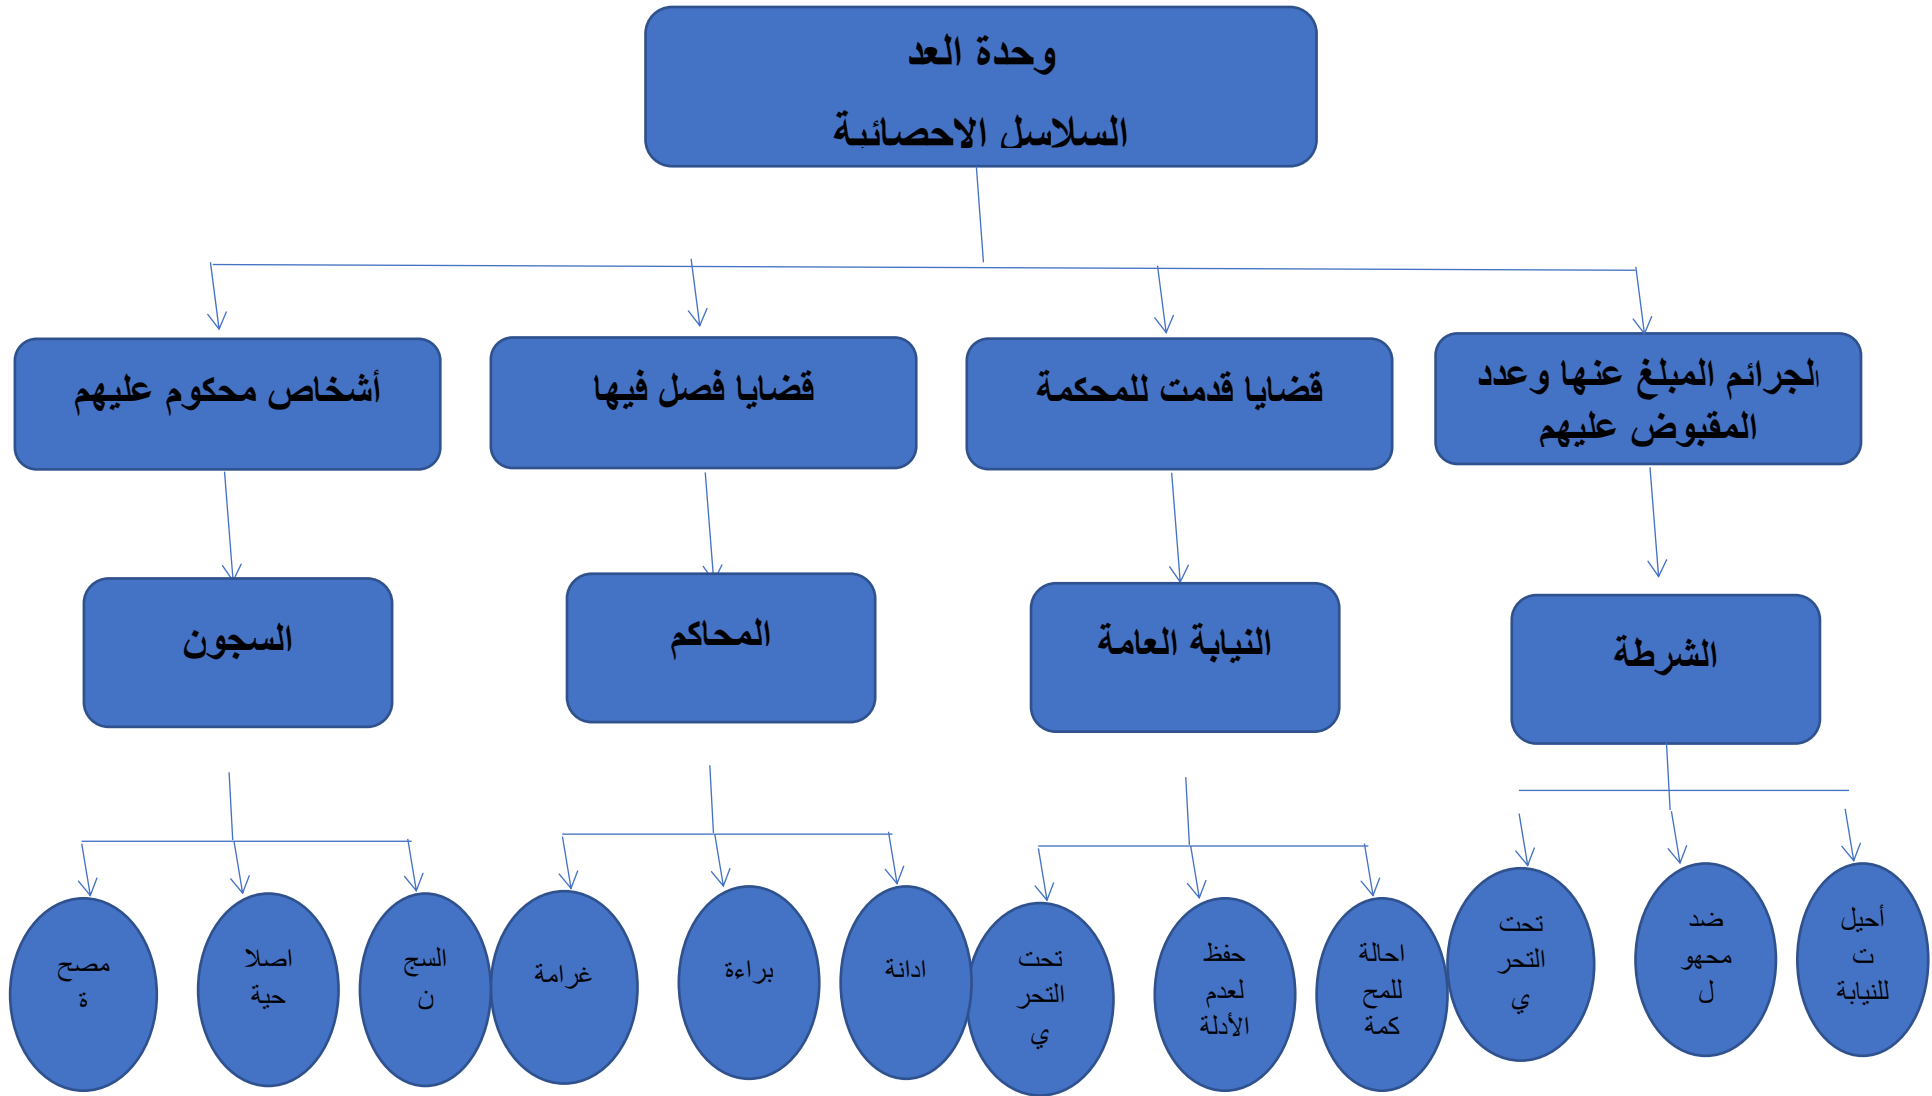 وحدة العد
السلاسل الاحصائية
الجرائم المبلغ عنها وعدد
المقبوض عليهم
قضايا قدمت للمحكمة
قضايا فصل فيها
أشخاص محكوم عليهم
الشرطة
النيابة العامة
المحاكم
السجون
أحيل
ت
للنيابة
ضد
مجهو
ل
تحت
التحر
ي
احالة
للمح
كمة
حفظ
لعدم
الأدلة
تحت
التحر
ي
ادانة
براءة
غرامة
السج
ن
اصلا
حية
مصح
ة